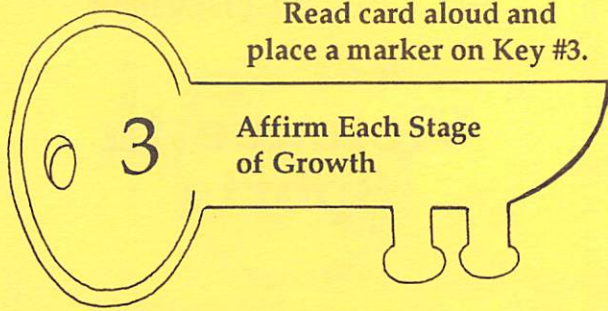 Read card aloud and
place a marker on Key #3.
3
Affirm Each Stage
of Growth